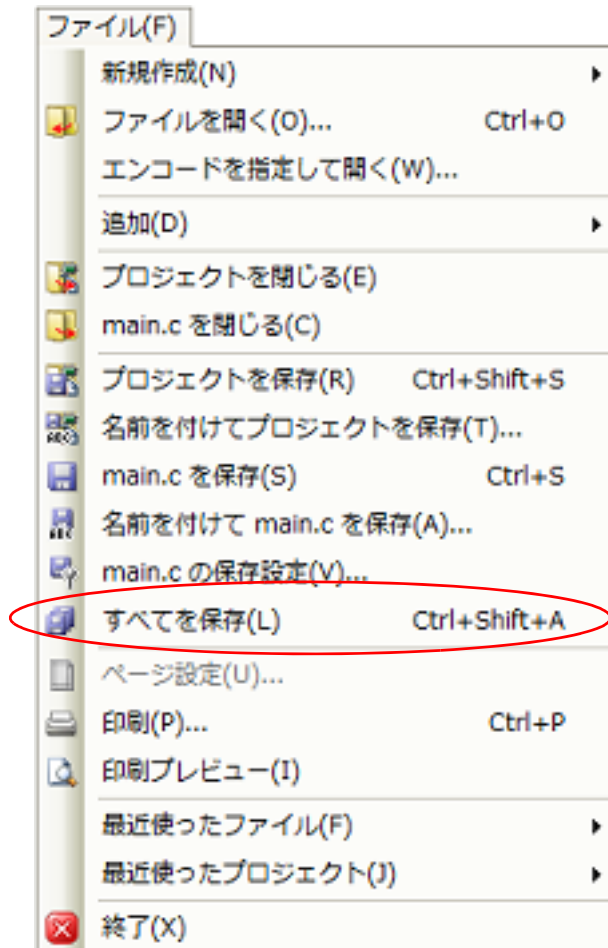 ファイル(F)
新規作成(N)
ファイルを開く(O)... Ctrl+O
エンコードを指定して開く(W)...
追加(D)
プロジェクトを閉じる(E)
main.c を閉じる(C)
プロジェクトを保存(R) Ctrl+Shift+S
名前を付けてプロジェクトを保存(T)...
main.c を保存(S) Ctrl+S
名前を付けて main.c を保存(A)...
main.c の保存設定(V)...
すべてを保存(L) Ctrl+Shift+A
ページ設定(U)...
印刷(P)... Ctrl+P
印刷プレビュー(I)
最近使ったファイル(F)
最近使ったプロジェクト(J)
終了(X)